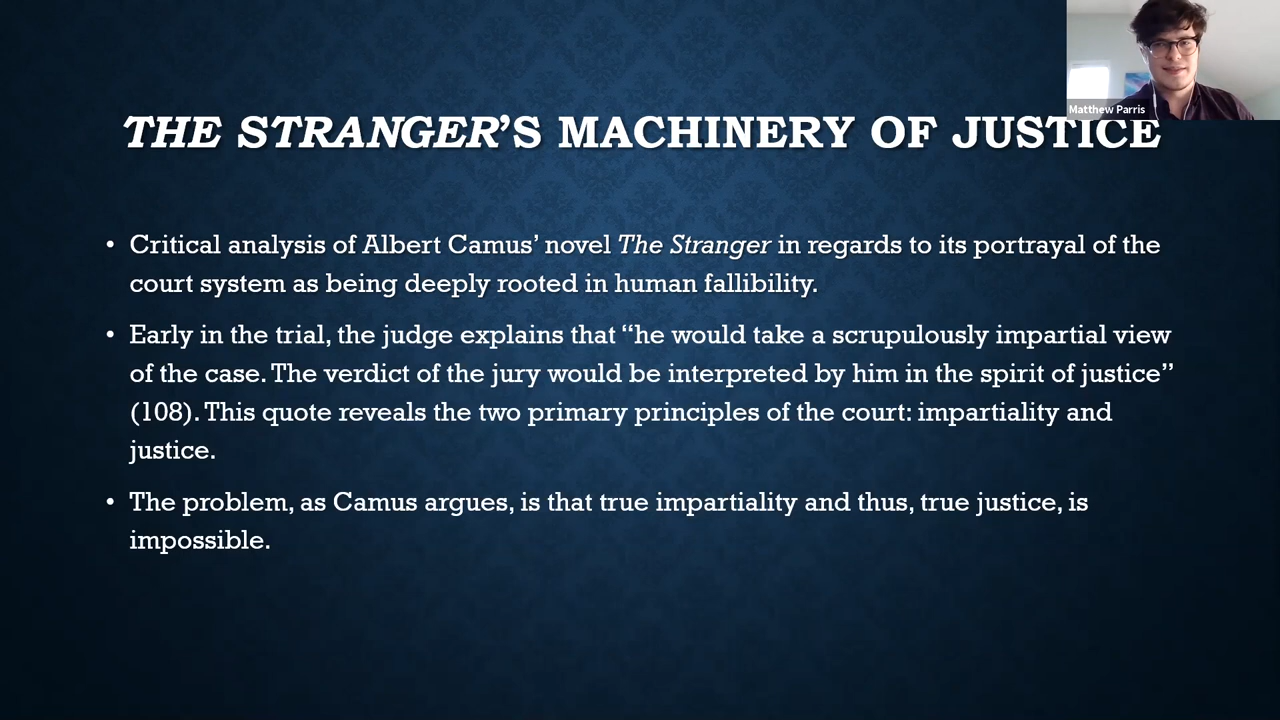 Matthew Parris
THE STRANGER’S MACHINERY OF JUSTICE
• Critical analysis of Albert Camus’ novel The Stranger in regards to its portrayal of the
court system as being deeply rooted in human fallibility.
• Early in the trial, the judge explains that “he would take a scrupulously impartial view
of the case. The verdict of the jury would be interpreted by him in the spirit of justice”
(108). This quote reveals the two primary principles of the court: impartiality and
justice.
• The problem, as Camus argues, is that true impartiality and thus, true justice, is
impossible.